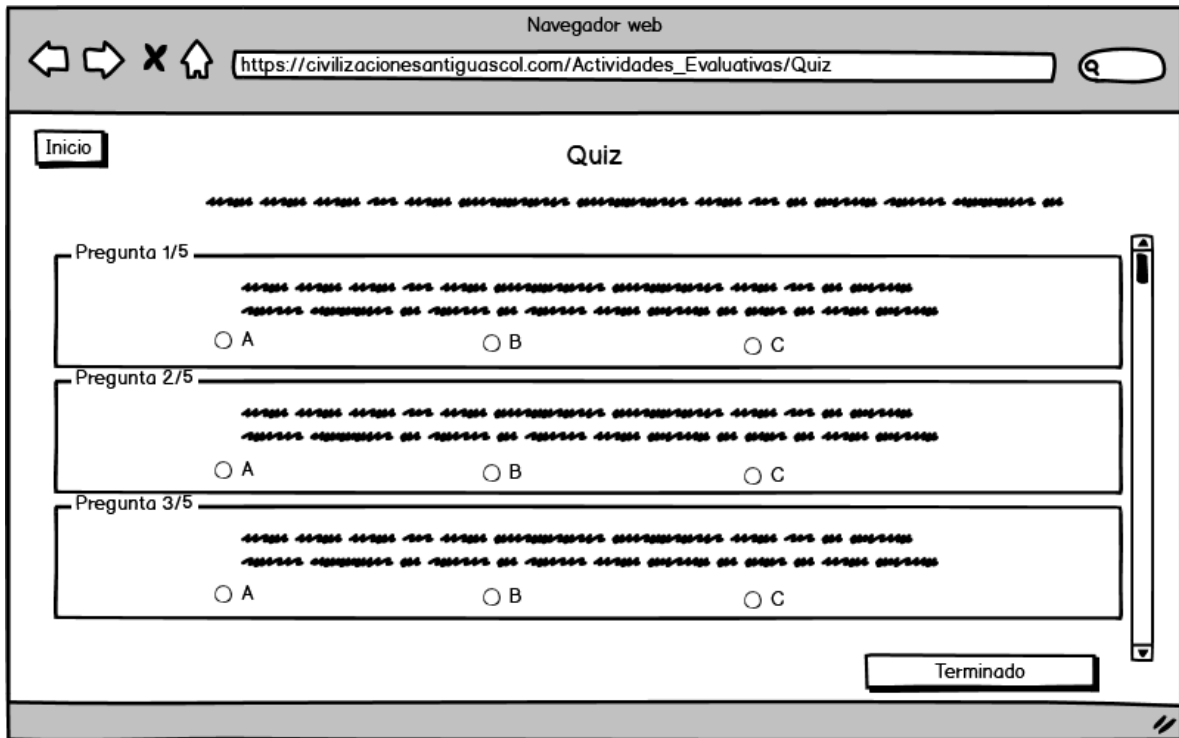 Navegador web
https://civilizacionesantiguascol.com/Actividades_Evaluativas/Quiz
Inicio
Quiz
Pregunta 1/5
A B C
Pregunta 2/5
A B C
Pregunta 3/5
A B C
Terminado